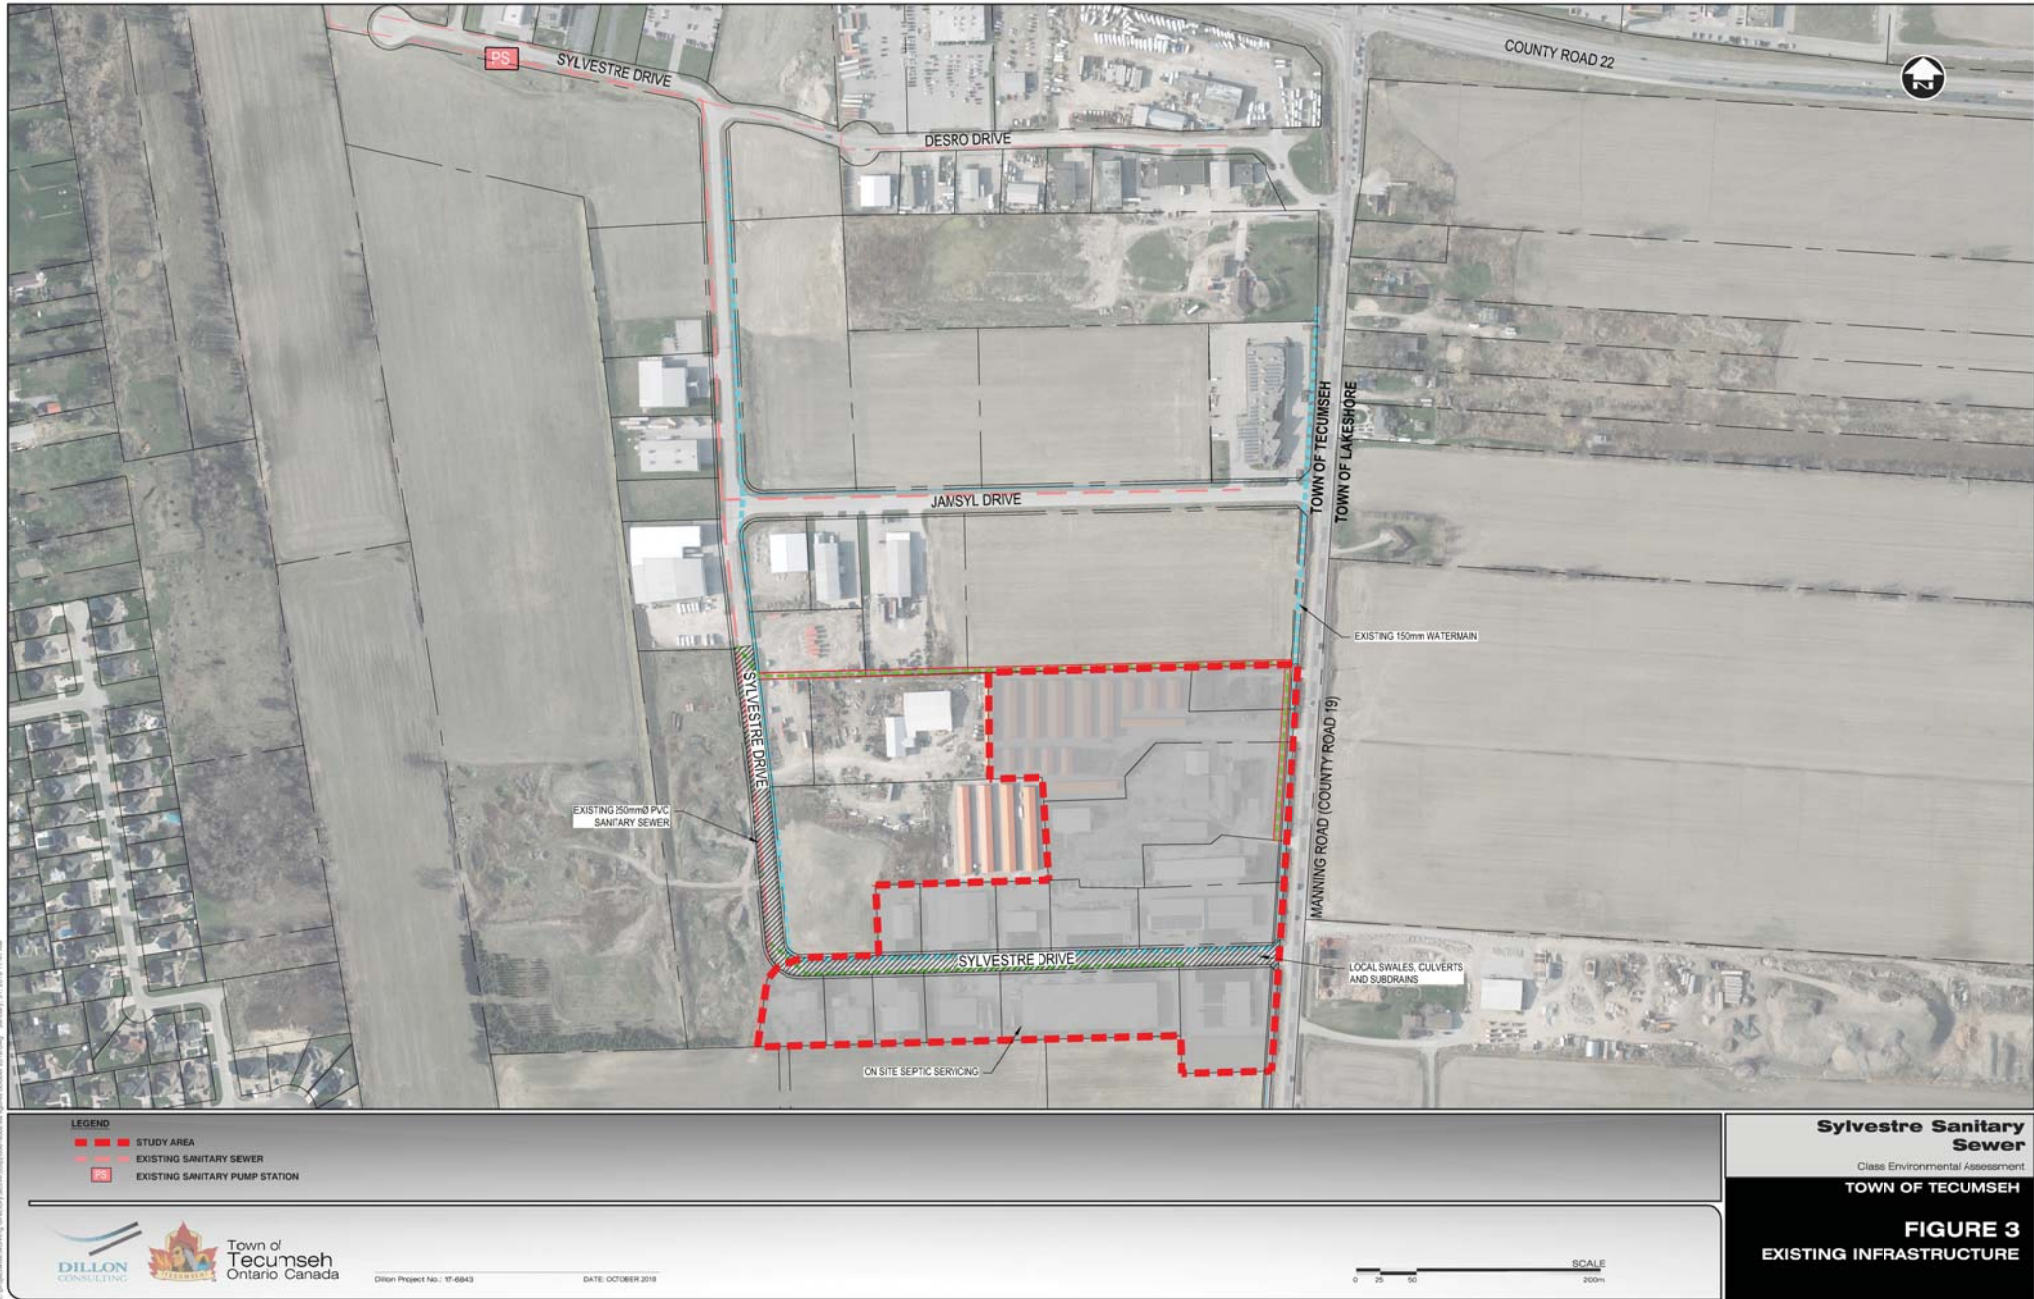 COUNTY ROAD 22
N
PS
SYLVESTRE DRIVE
DESRO DRIVE
TOWN OF TECUMSEH
TOWN OF LAKESHORE
JAMSYL DRIVE
EXISTING 150mm WATERMAIN
SYLVESTRE DRIVE
MANNING ROAD (COUNTY ROAD 19)
EXISTING 250mmØ PVC
SANITARY SEWER
SYLVESTRE DRIVE
LOCAL SWALES, CULVERTS
AND SUBDRAINS
ON SITE SEPTIC SERVICING
LEGEND
STUDY AREA
EXISTING SANITARY SEWER
PS
EXISTING SANITARY PUMP STATION
Sylvestre Sanitary
Sewer
Class Environmental Assessment
TOWN OF TECUMSEH
FIGURE 3
EXISTING INFRASTRUCTURE
DILLON
CONSULTING
TECUMSEH
Town of
Tecumseh
Ontario Canada
Dillon Project No.: 17-6843
DATE: OCTOBER 2018
SCALE
0 25 50 200m